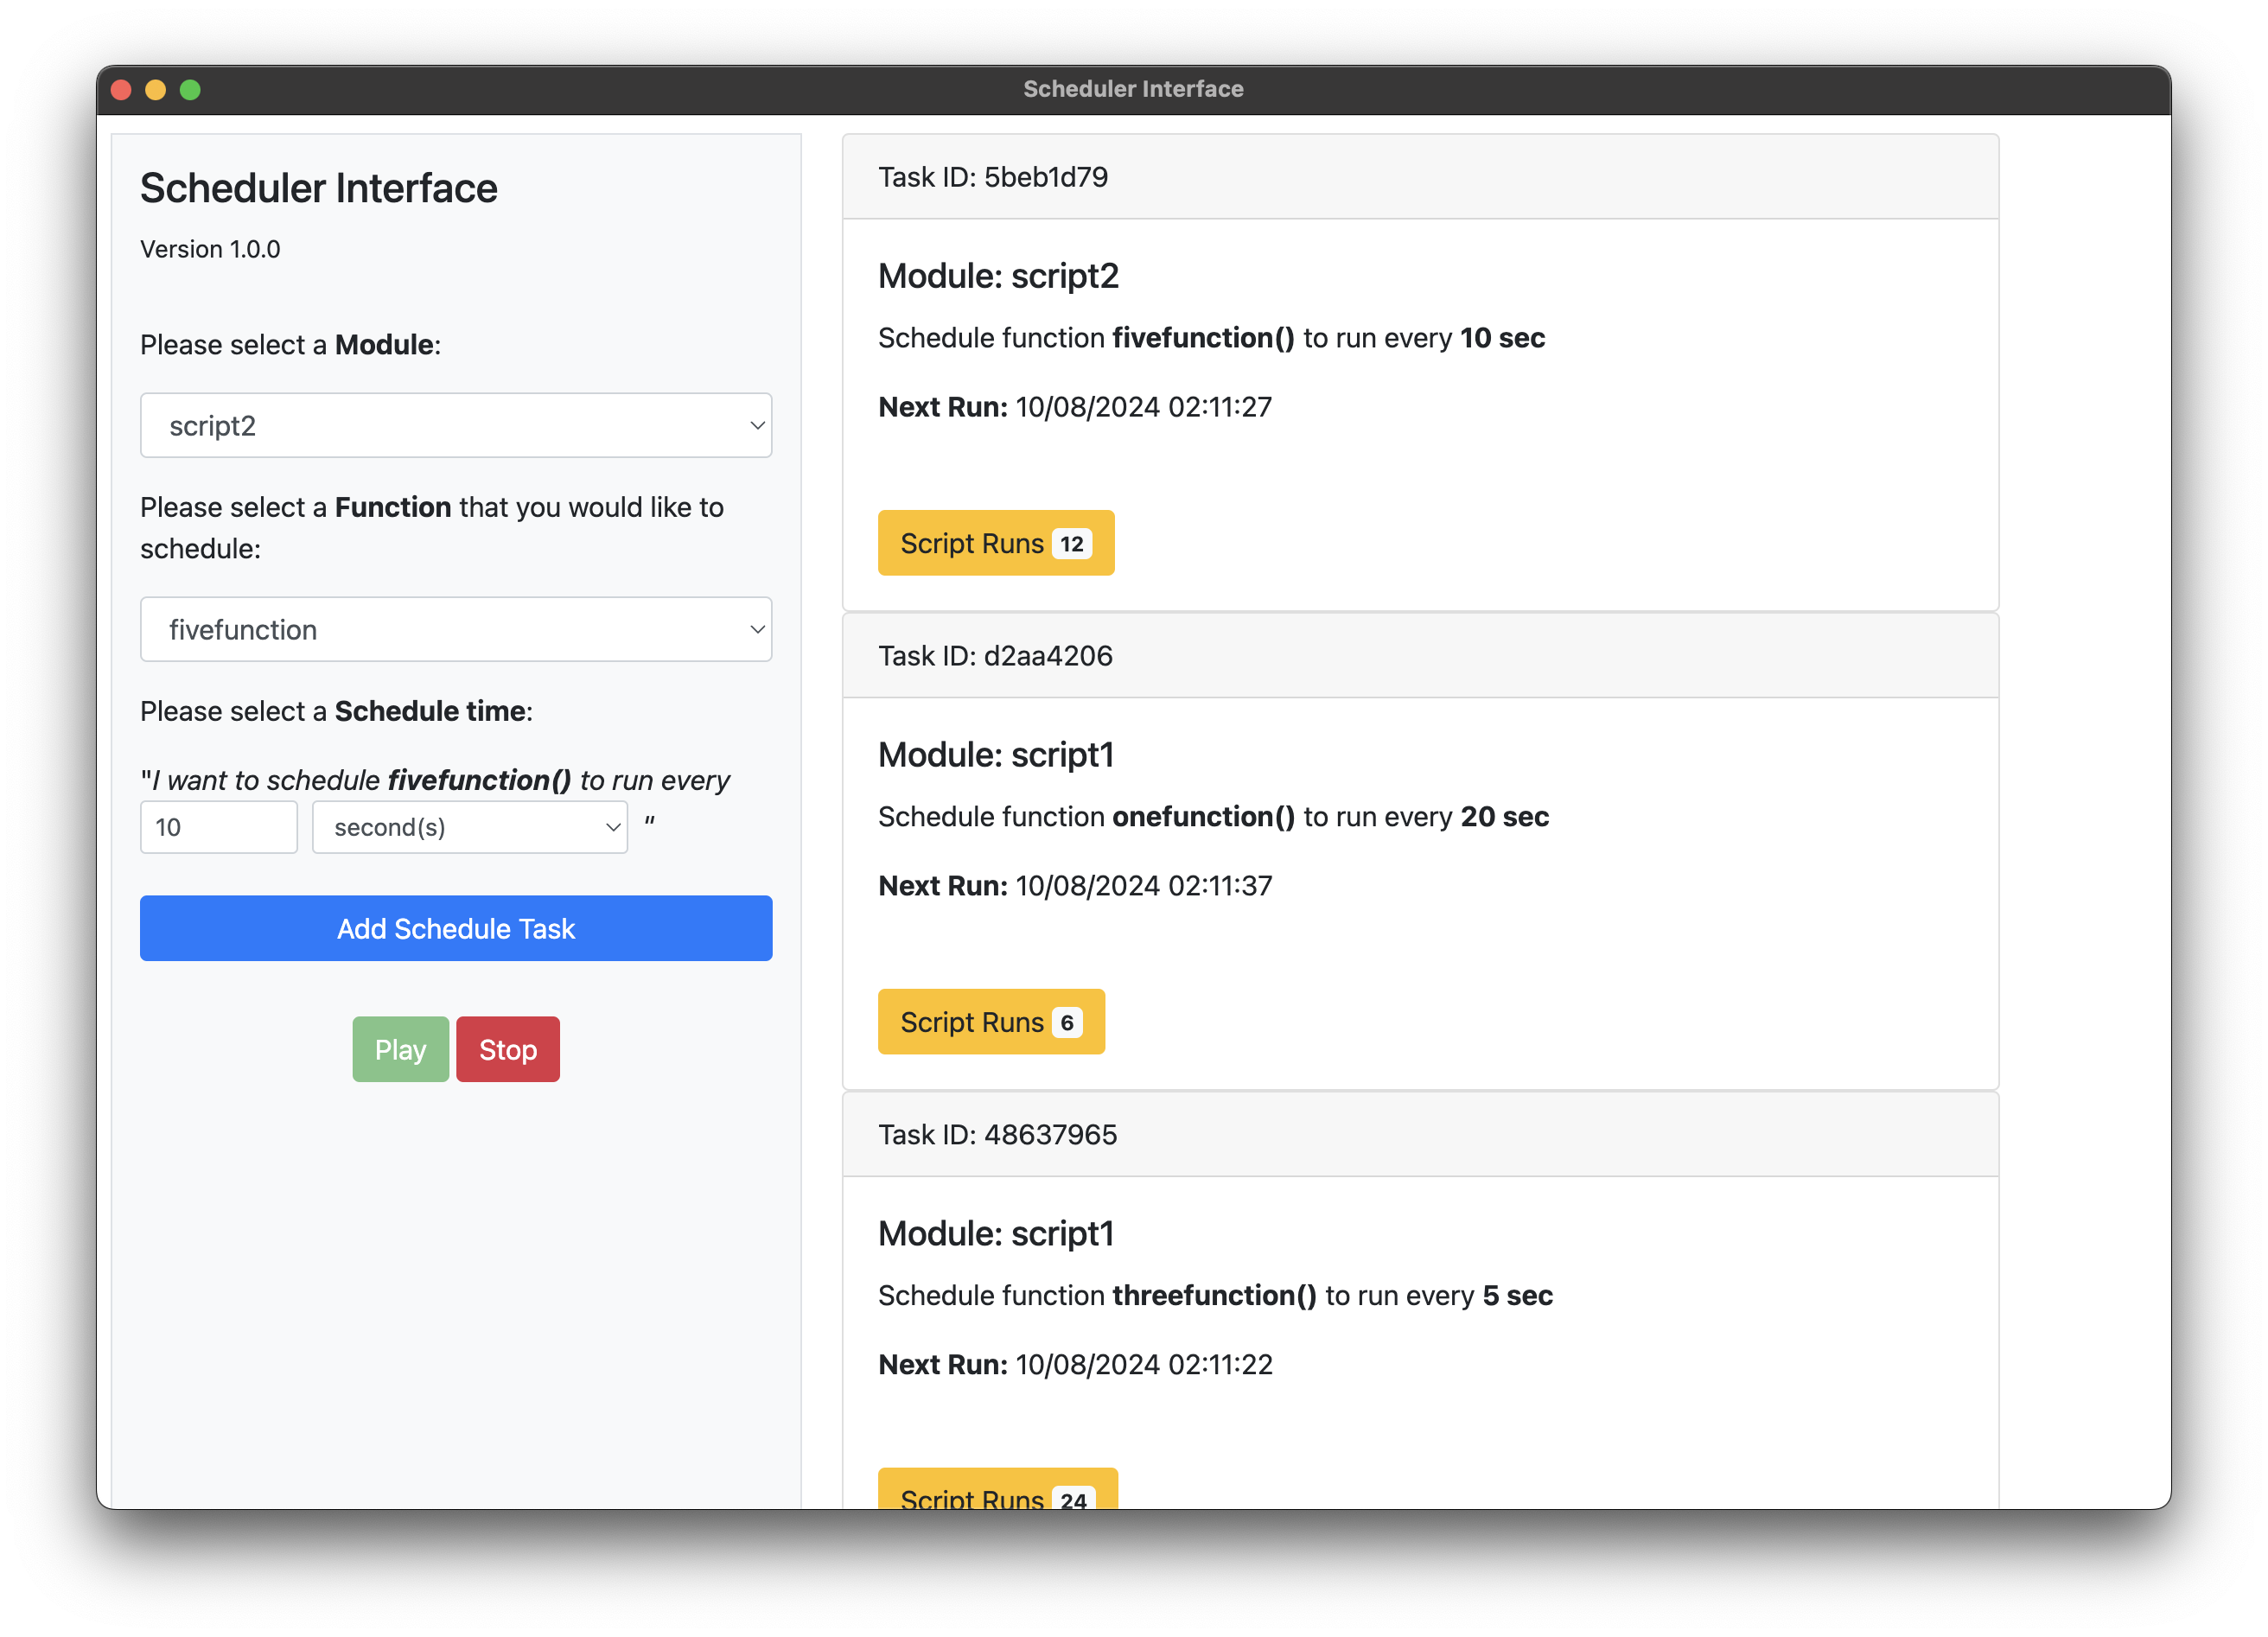 Scheduler Interface
Scheduler Interface
Version 1.0.0
Please select a Module:
script2
Please select a Function that you would like to
schedule:
fivefunction
Please select a Schedule time:
"I want to schedule fivefunction() to run every
10 second(s) "
Add Schedule Task
Play Stop
Task ID: 5beb1d79
Module: script2
Schedule function fivefunction() to run every 10 sec
Next Run: 10/08/2024 02:11:27
Script Runs 12
Task ID: d2aa4206
Module: script1
Schedule function onefunction() to run every 20 sec
Next Run: 10/08/2024 02:11:37
Script Runs 6
Task ID: 48637965
Module: script1
Schedule function threefunction() to run every 5 sec
Next Run: 10/08/2024 02:11:22
Script Runs 24